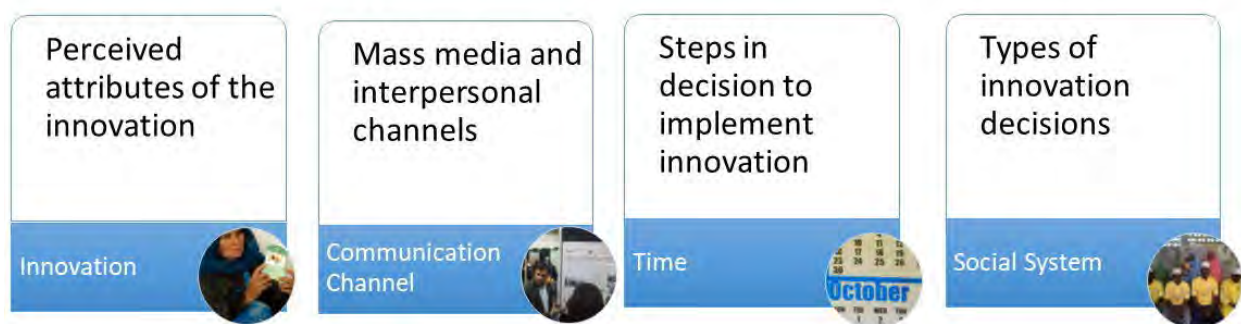 Perceived
attributes of the
innovation
Innovation
Mass media and
interpersonal
channels
Communication
Channel
Steps in
decision to
implement
innovation
Time
October
Types of
innovation
decisions
Social System